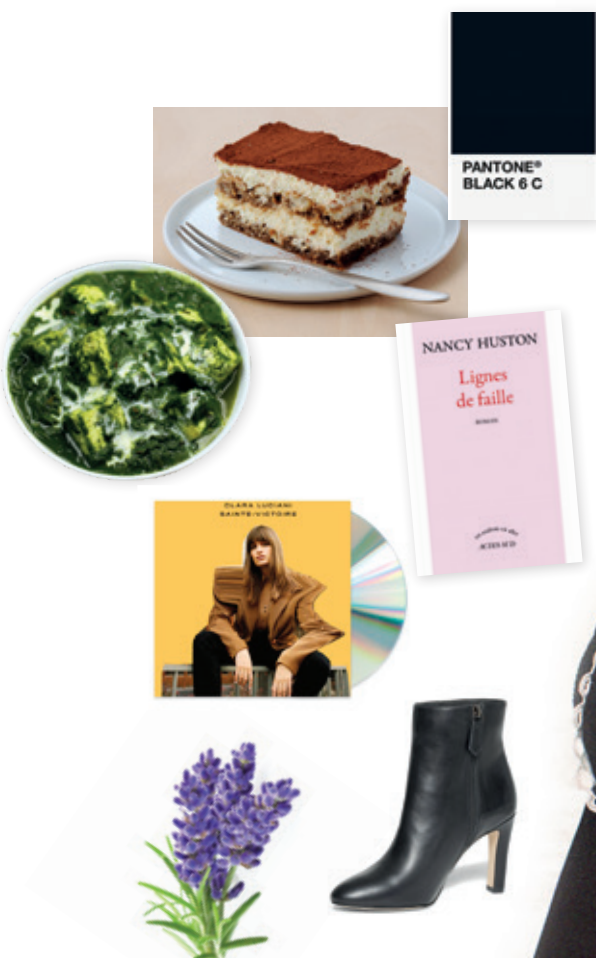 PANTONE®
BLACK 6 C
NANCY HUSTON
Lignes
de faille
ROMAN
ACTES SUD
CLARA LUCIANI
SAINTE-VICTOIRE